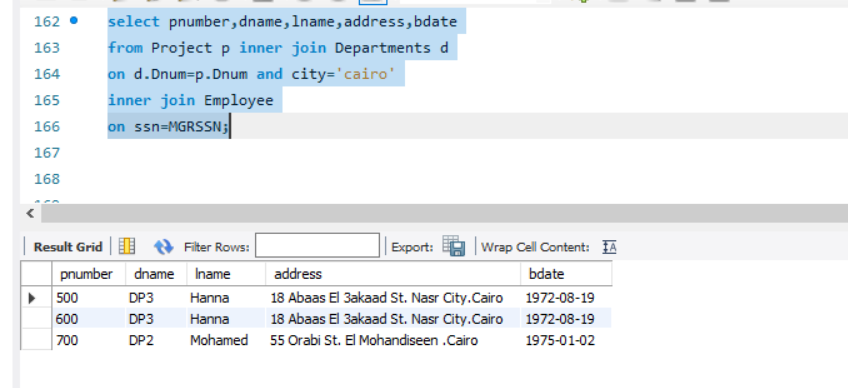 162 select pnumber,dname,lname,address,bdate
163 from Project p inner join Departments d
164 on d.Dnum=p.Dnum and city='cairo'
165 inner join Employee
166 on ssn=MGRSSN;
167
168
Result Grid Filter Rows: Export: Wrap Cell Content:
pnumber dname lname address bdate
500 DP3 Hanna 18 Abaas El 3akaad St. Nasr City.Cairo 1972-08-19
600 DP3 Hanna 18 Abaas El 3akaad St. Nasr City.Cairo 1972-08-19
700 DP2 Mohamed 55 Orabi St. El Mohandiseen .Cairo 1975-01-02